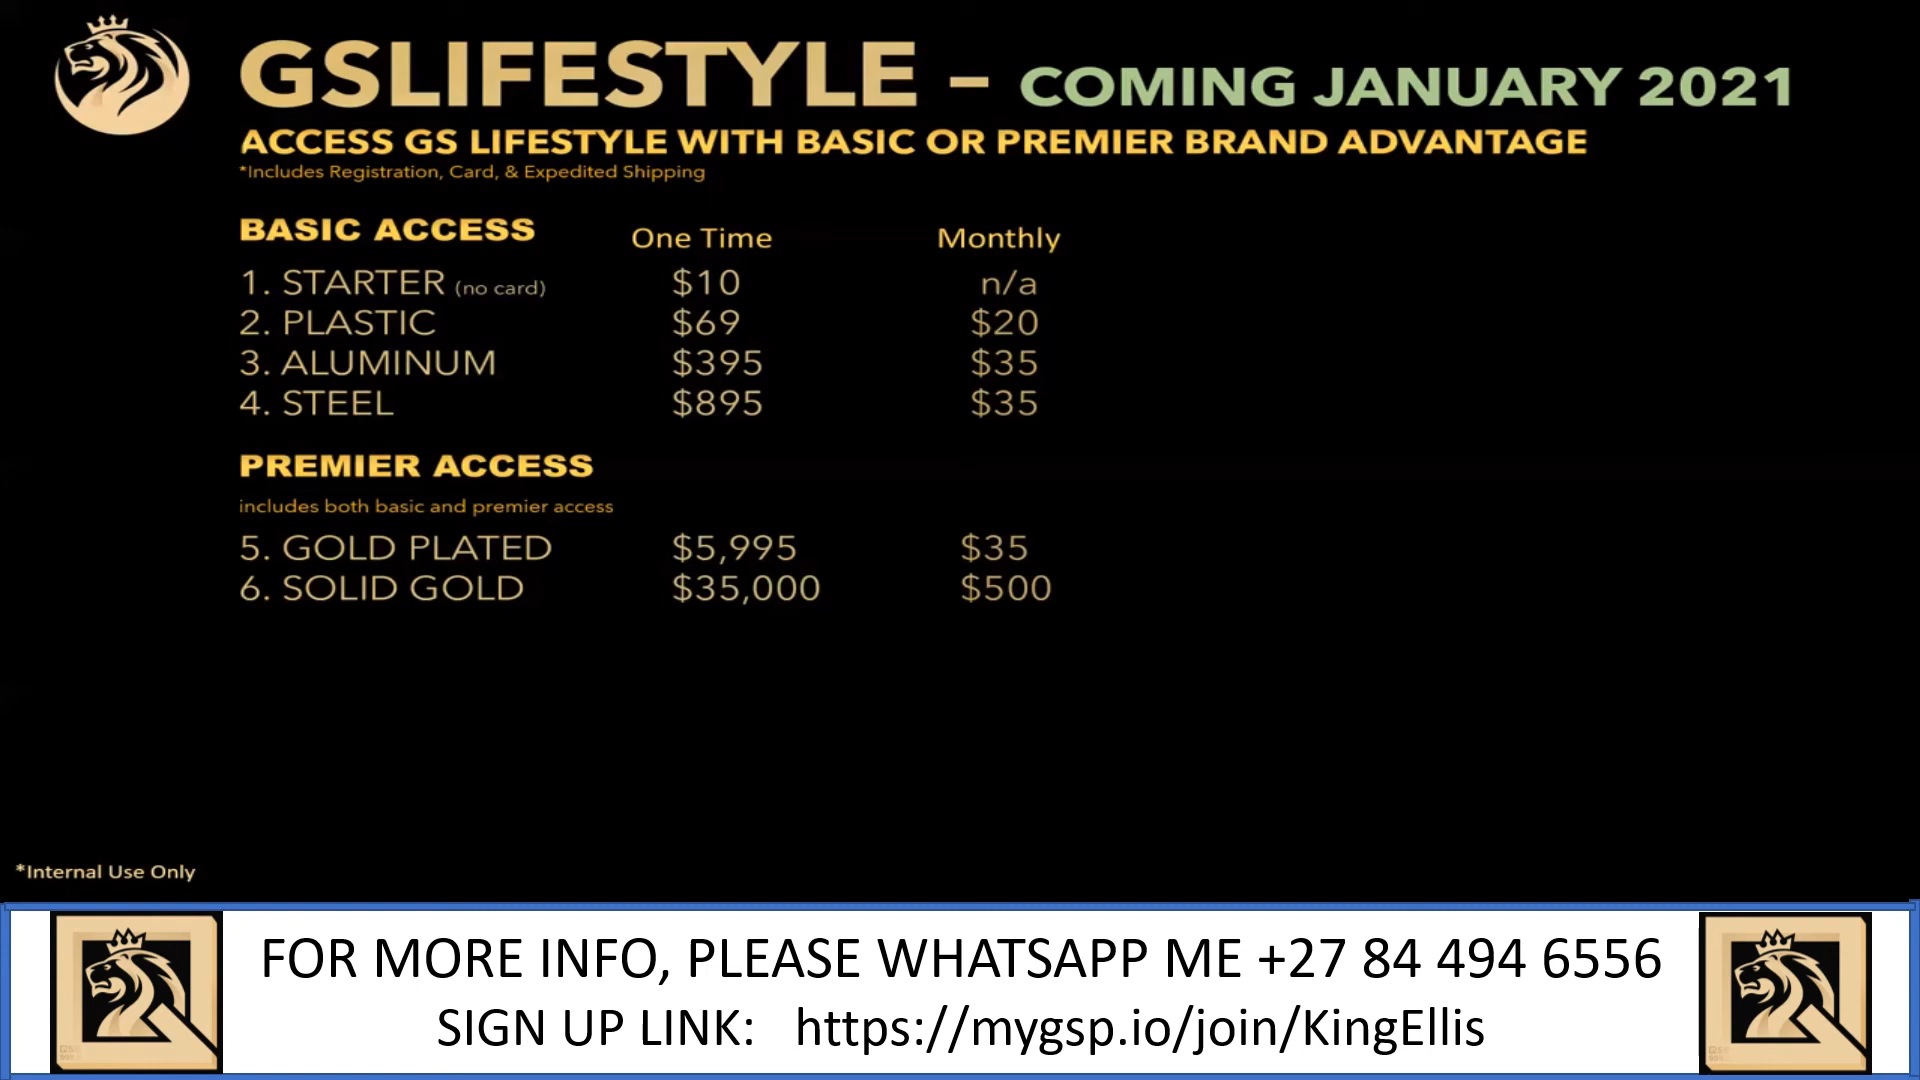 GSLIFESTYLE – COMING JANUARY 2021
ACCESS GS LIFESTYLE WITH BASIC OR PREMIER BRAND ADVANTAGE
*Includes Registration, Card, & Expedited Shipping
BASIC ACCESS One Time Monthly
1. STARTER (no card) $10 n/a
2. PLASTIC $69 $20
3. ALUMINUM $395 $35
4. STEEL $895 $35
PREMIER ACCESS
includes both basic and premier access
5. GOLD PLATED $5,995 $35
6. SOLID GOLD $35,000 $500
*Internal Use Only
FOR MORE INFO, PLEASE WHATSAPP ME +27 84 494 6556
SIGN UP LINK: https://mygsp.io/join/KingEllis